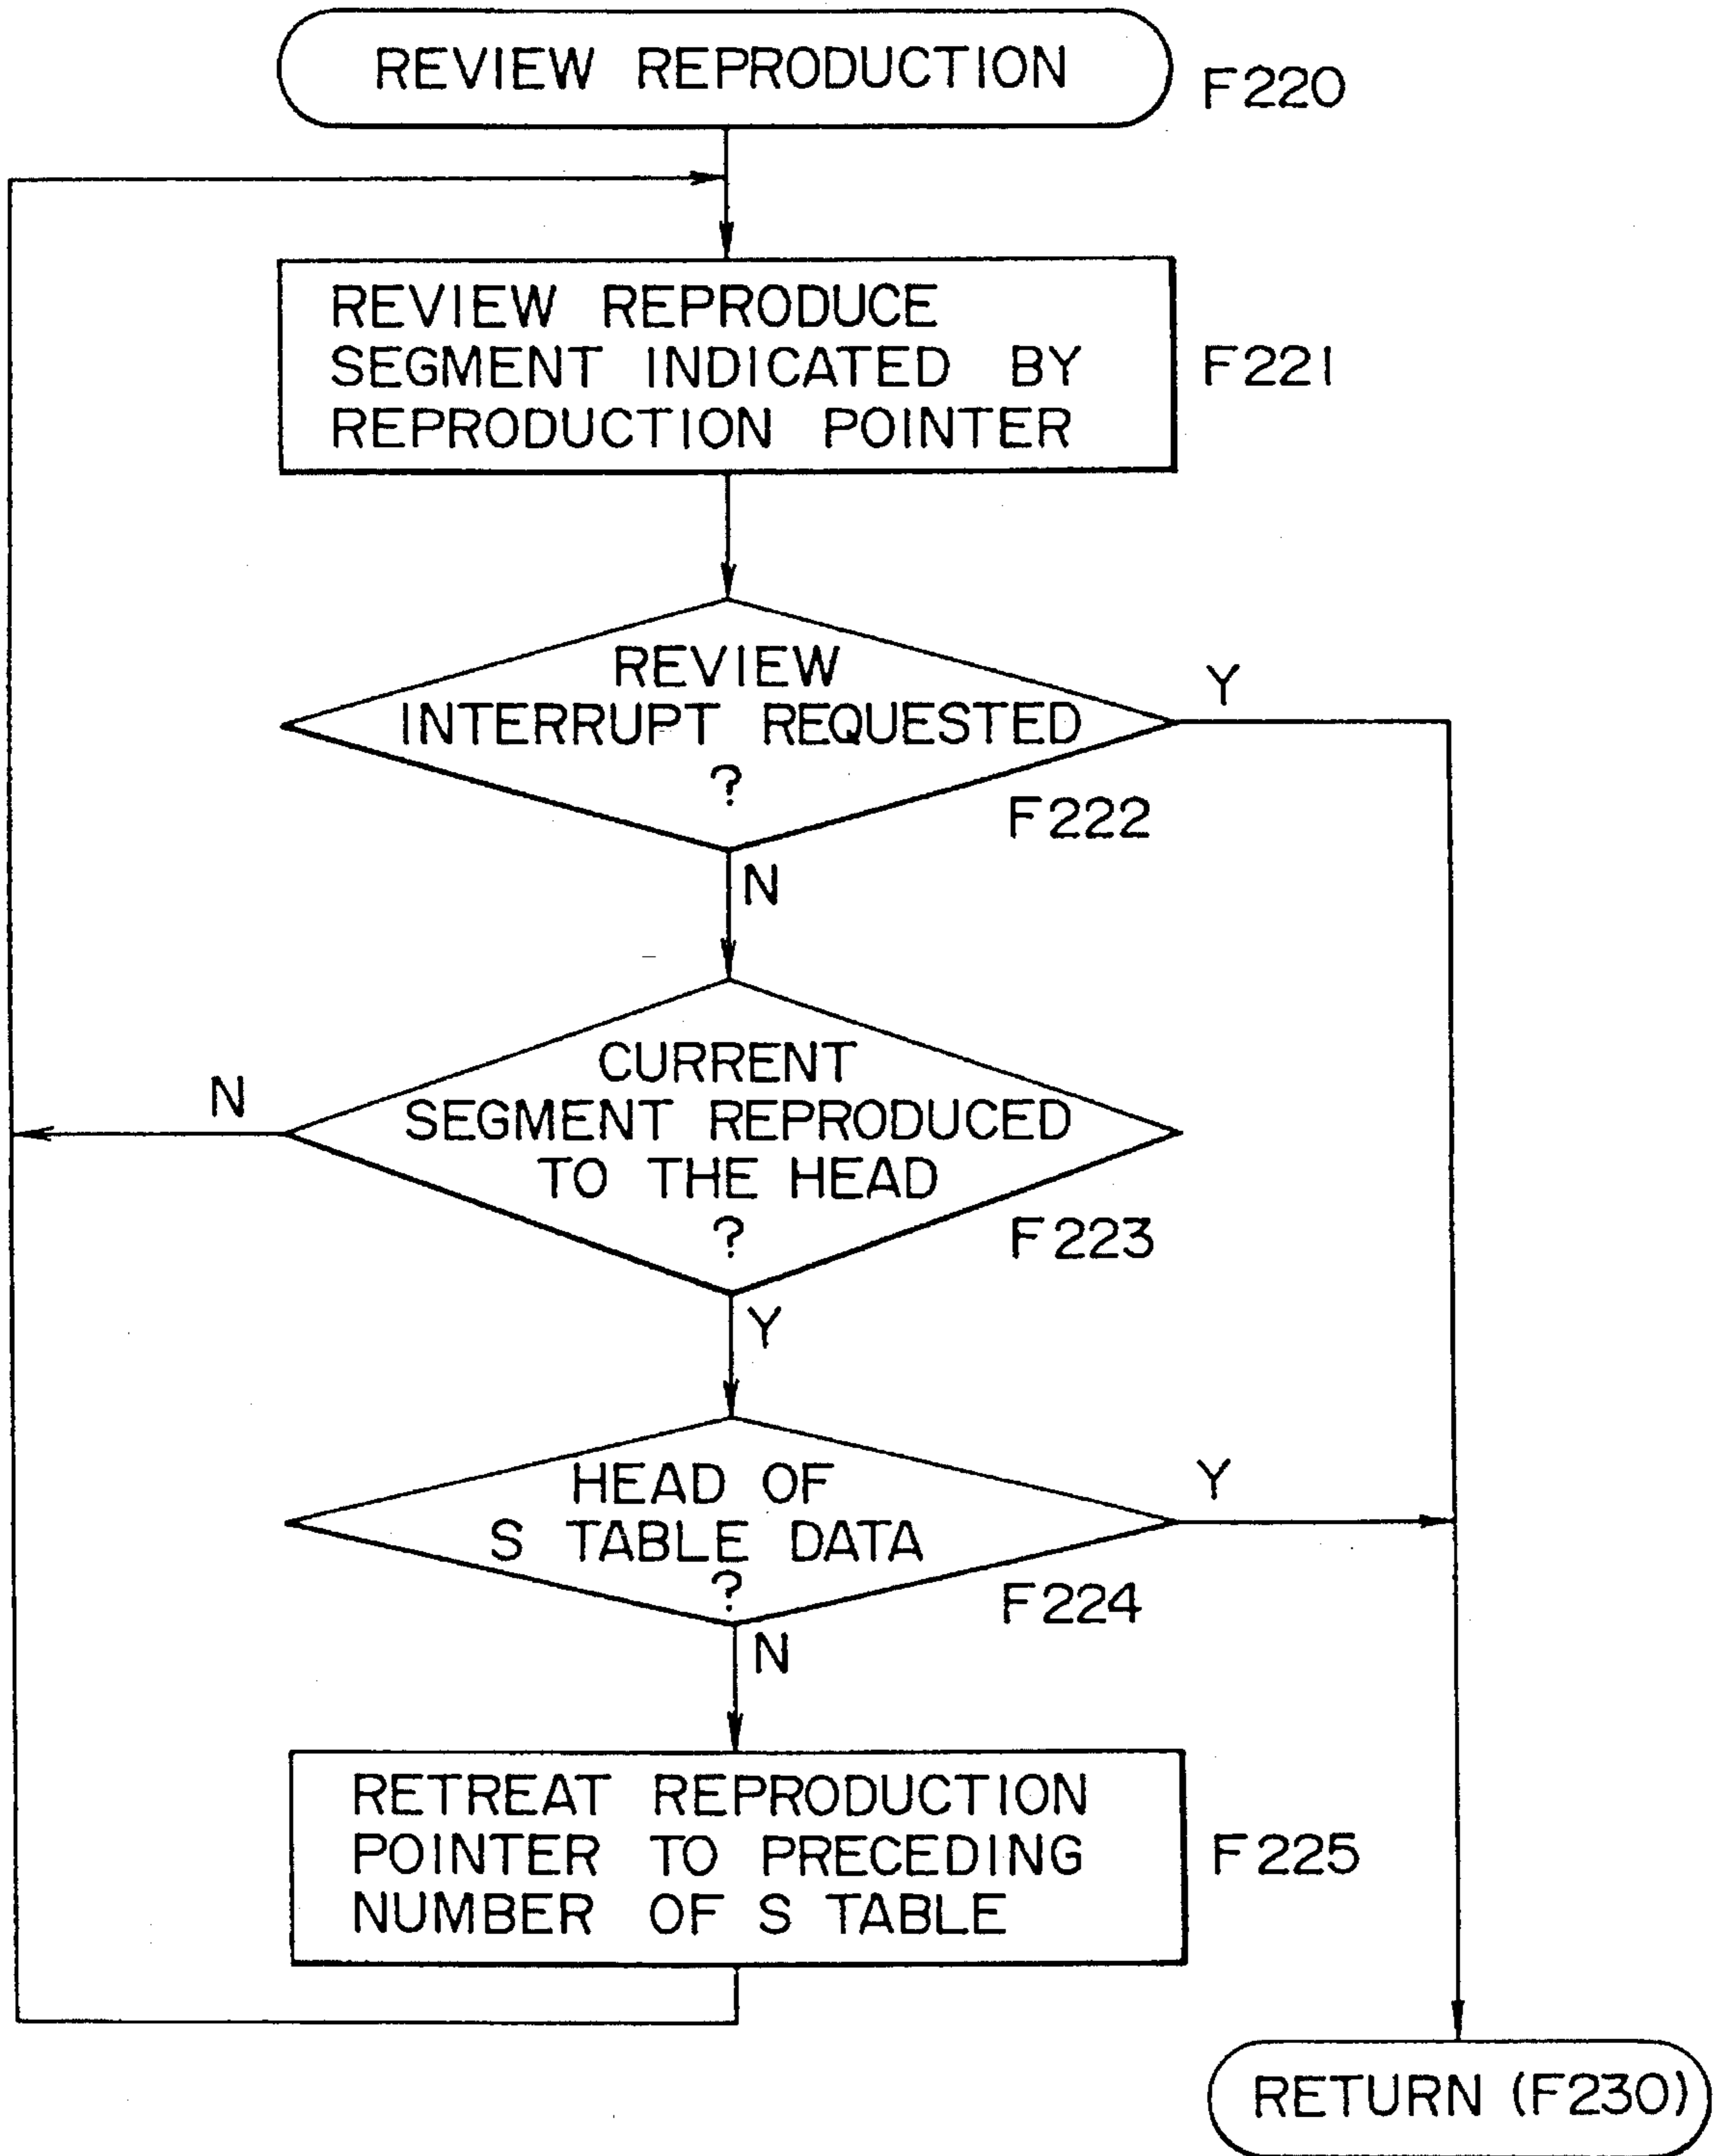 REVIEW REPRODUCTION
F220
REVIEW REPRODUCE
SEGMENT INDICATED BY
REPRODUCTION POINTER
F221
REVIEW
INTERRUPT REQUESTED
?
Y
F222
N
CURRENT
SEGMENT REPRODUCED
TO THE HEAD
?
N
F223
Y
HEAD OF
S TABLE DATA
?
Y
F224
N
RETREAT REPRODUCTION
POINTER TO PRECEDING
NUMBER OF S TABLE
F225
RETURN (F230)